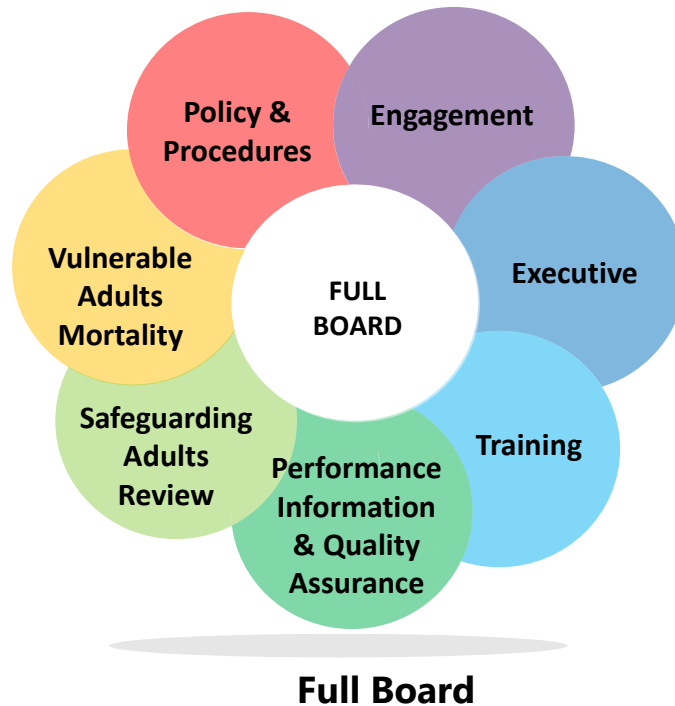 Policy &
Procedures
Engagement
Executive
Training
Performance
Information
& Quality
Assurance
Safeguarding
Adults
Review
Vulnerable
Adults
Mortality
FULL
BOARD
Full Board